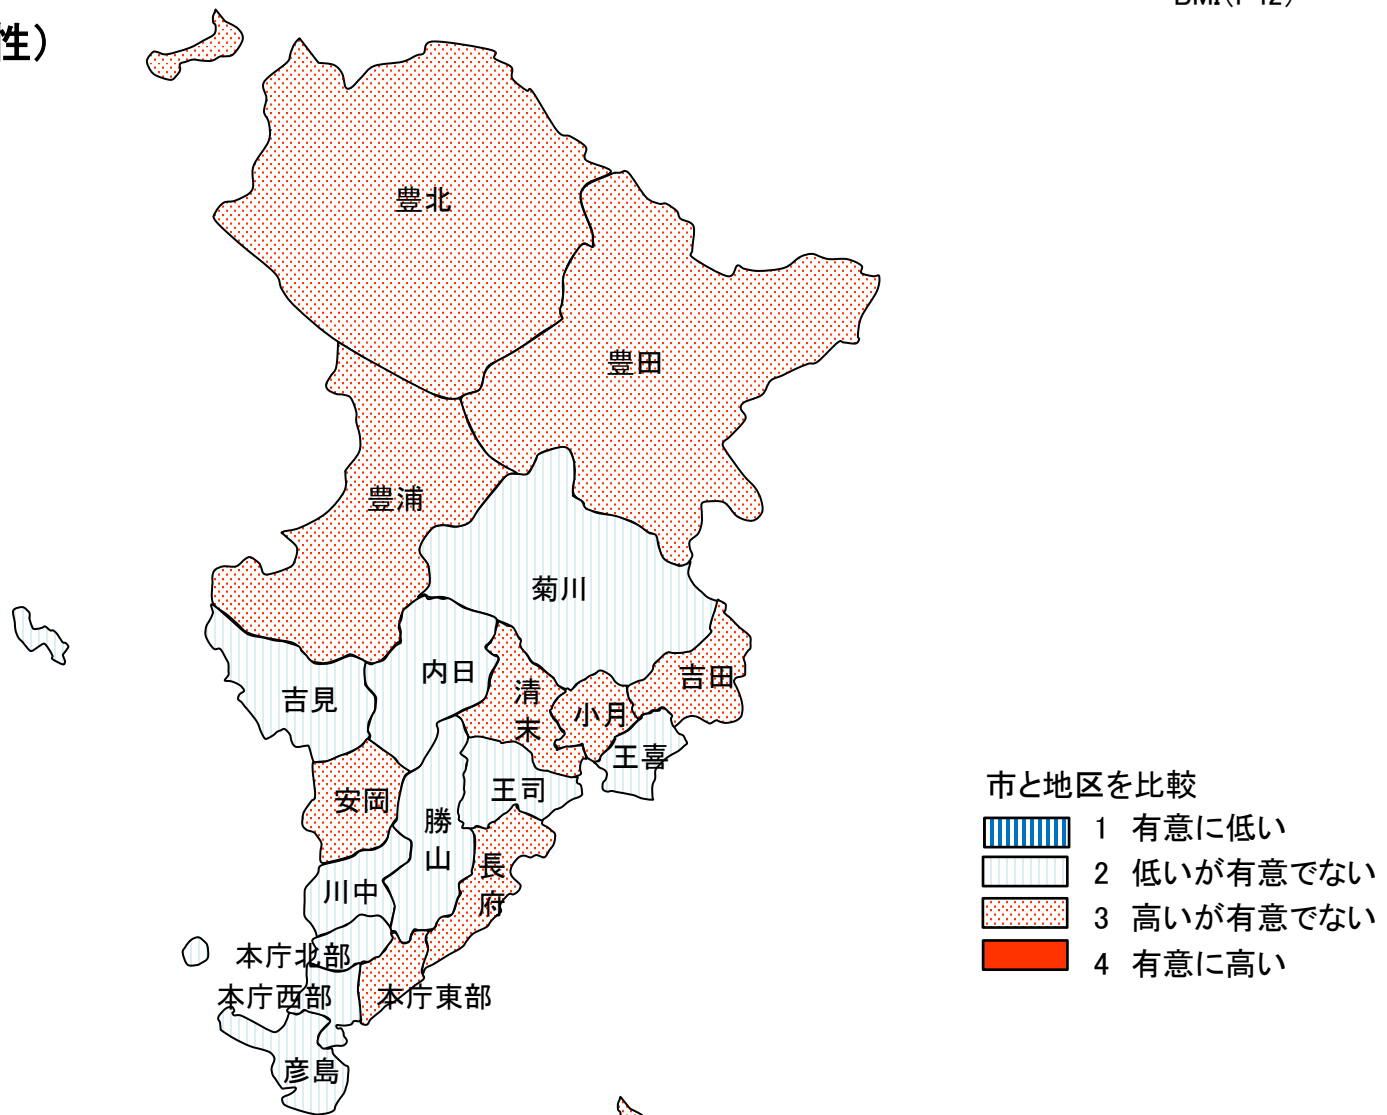 性)
豊北
豊田
豊浦
菊川
内日
吉見
清末
小月
吉田
王喜
安岡
王司
勝山
長府
川中
本庁北部
本庁西部
本庁東部
彦島
市と地区を比較
1 有意に低い
2 低いが有意でない
3 高いが有意でない
4 有意に高い